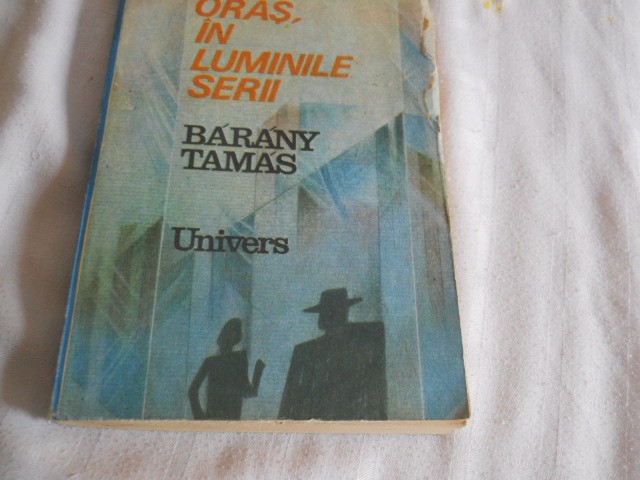 ORAȘ,
ÎN
LUMINILE
SERII
BÁRÁNY
TAMÁS
Univers